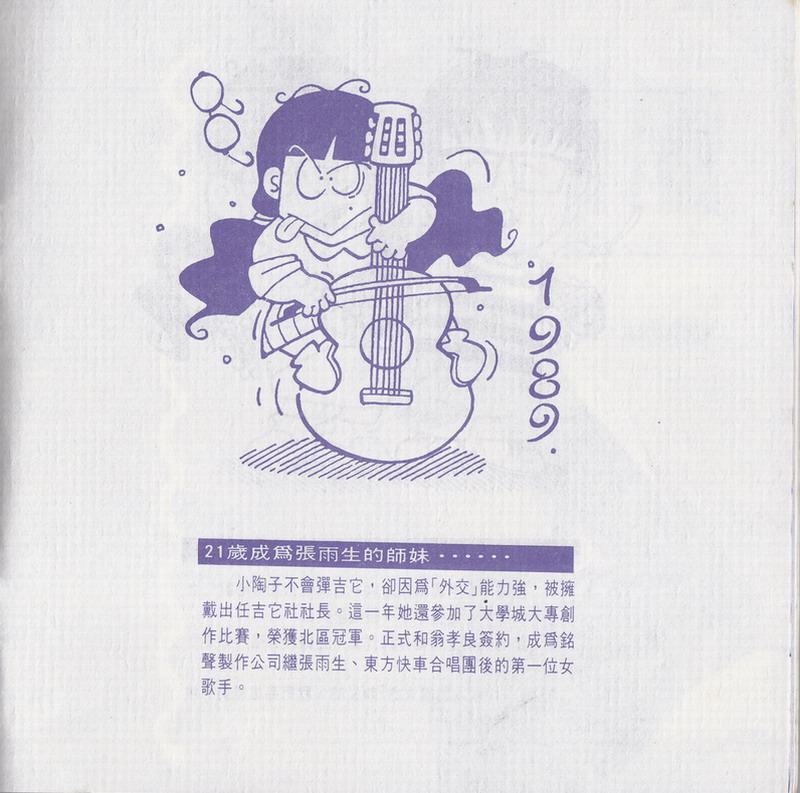 1989.
21歲成爲張雨生的師妹······
小陶子不會彈吉它，卻因爲「外交」能力強，被擁
戴出任吉它社社長。這一年她還參加了大學城大專創
作比賽，榮獲北區冠軍。正式和翁孝良簽約，成爲銘
聲製作公司繼張雨生、東方快車合唱團後的第一位女
歌手。